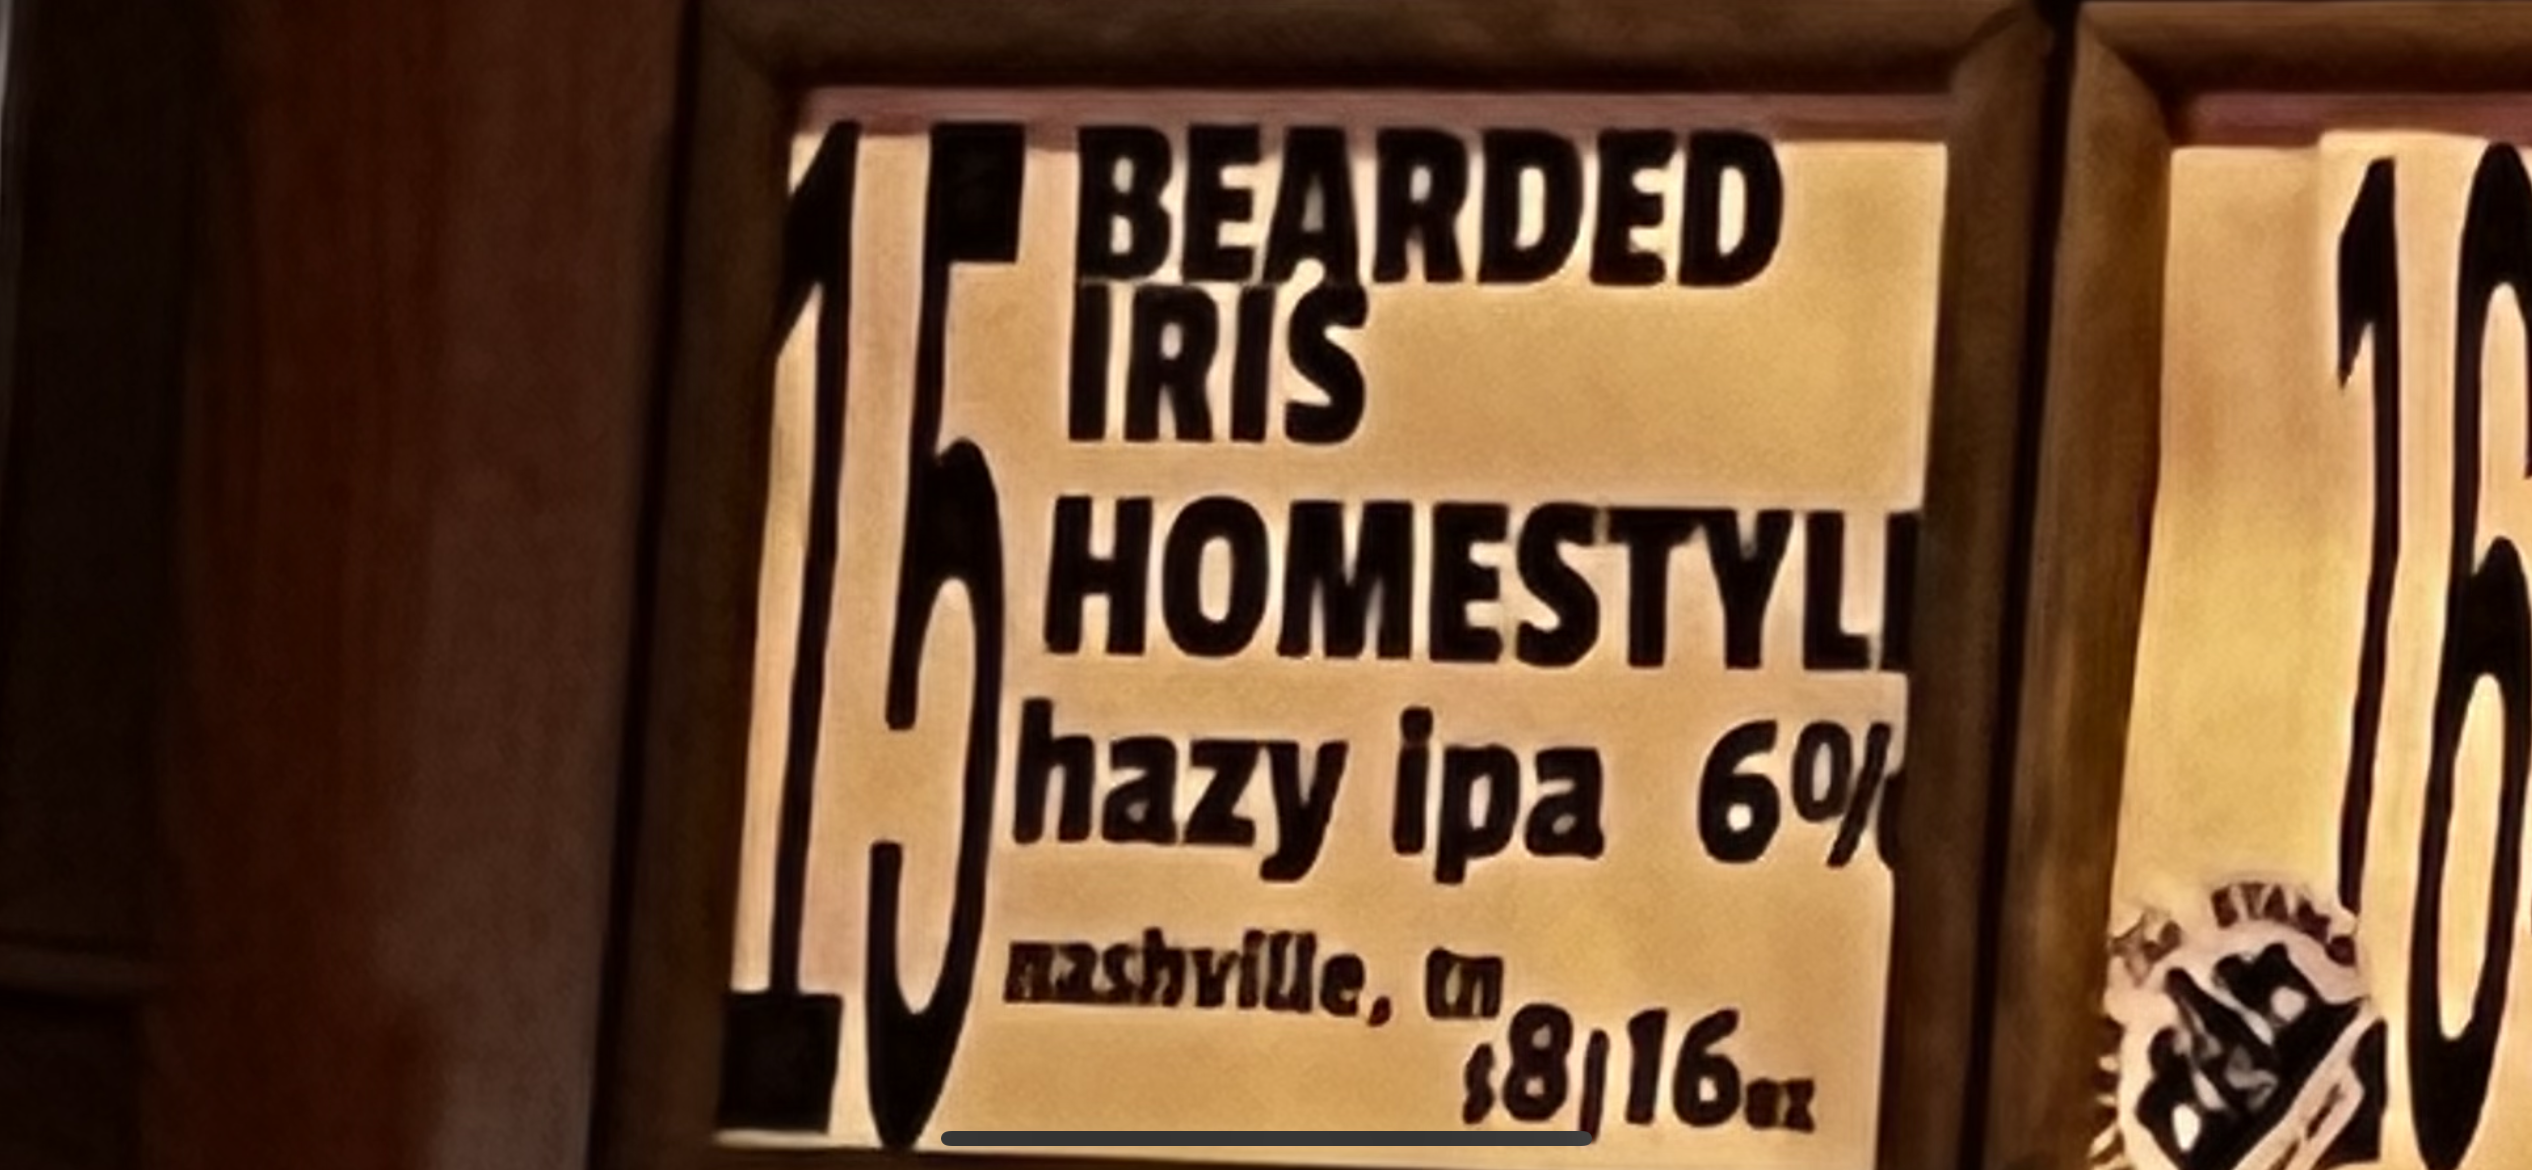 15
BEARDED
IRIS
HOMESTYL
hazy ipa 6%
nashville, tn
$8|16oz
16